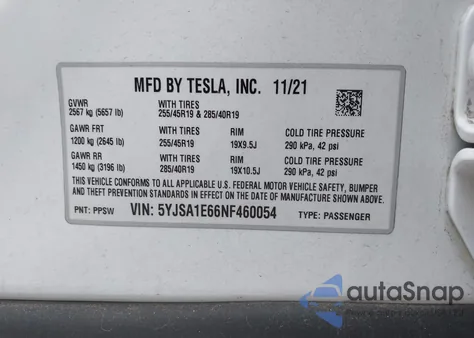 MFD BY TESLA, INC. 11/21
GVWR WITH TIRES
2567 kg (5657 lb) 255/45R19 & 285/40R19
GAWR FRT WITH TIRES RIM COLD TIRE PRESSURE
1200 kg (2645 lb) 255/45R19 19X9.5J 290 kPa, 42 psi
GAWR RR WITH TIRES RIM COLD TIRE PRESSURE
1450 kg (3196 lb) 285/40R19 19X10.5J 290 kPa, 42 psi
THIS VEHICLE CONFORMS TO ALL APPLICABLE U.S. FEDERAL MOTOR VEHICLE SAFETY, BUMPER
AND THEFT PREVENTION STANDARDS IN EFFECT ON THE DATE OF MANUFACTURE SHOWN ABOVE.
PNT: PPSW VIN: 5YJSA1E66NF460054 TYPE: PASSENGER
autoSnap